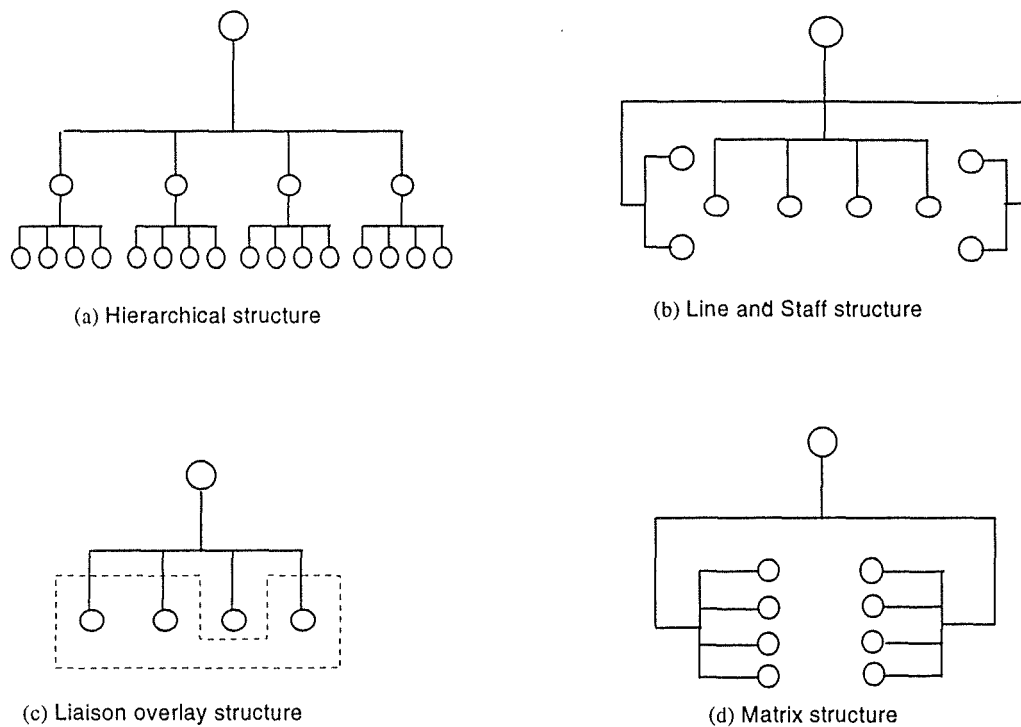 (a) Hierarchical structure
(b) Line and Staff structure
(c) Liaison overlay structure
(d) Matrix structure